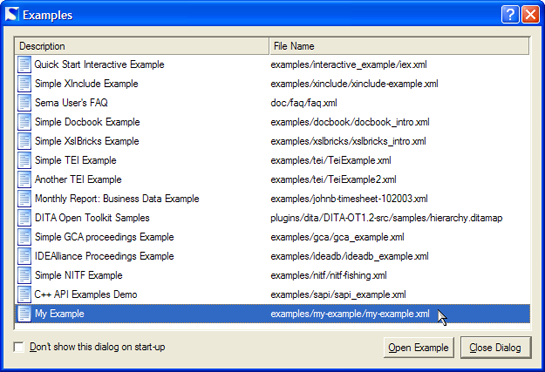 Examples
Description File Name
Quick Start Interactive Example examples/interactive_example/iex.xml
Simple XInclude Example examples/xinclude/xinclude-example.xml
Serna User's FAQ doc/faq/faq.xml
Simple Docbook Example examples/docbook/docbook_intro.xml
Simple XslBricks Example examples/xslbricks/xslbricks_intro.xml
Simple TEI Example examples/tei/TeiExample.xml
Another TEI Example examples/tei/TeiExample2.xml
Monthly Report: Business Data Example examples/johnb-timesheet-102003.xml
DITA Open Toolkit Samples plugins/dita/DITA-OT1.2-src/samples/hierarchy.ditamap
Simple GCA proceedings Example examples/gca/gca_example.xml
IDEAlliance Proceedings Example examples/ideadb/ideadb_example.xml
Simple NITF Example examples/nitf/nitf-fishing.xml
C++ API Examples Demo examples/sapi/sapi_example.xml
My Example examples/my-example/my-example.xml
Don't show this dialog on start-up Open Example Close Dialog